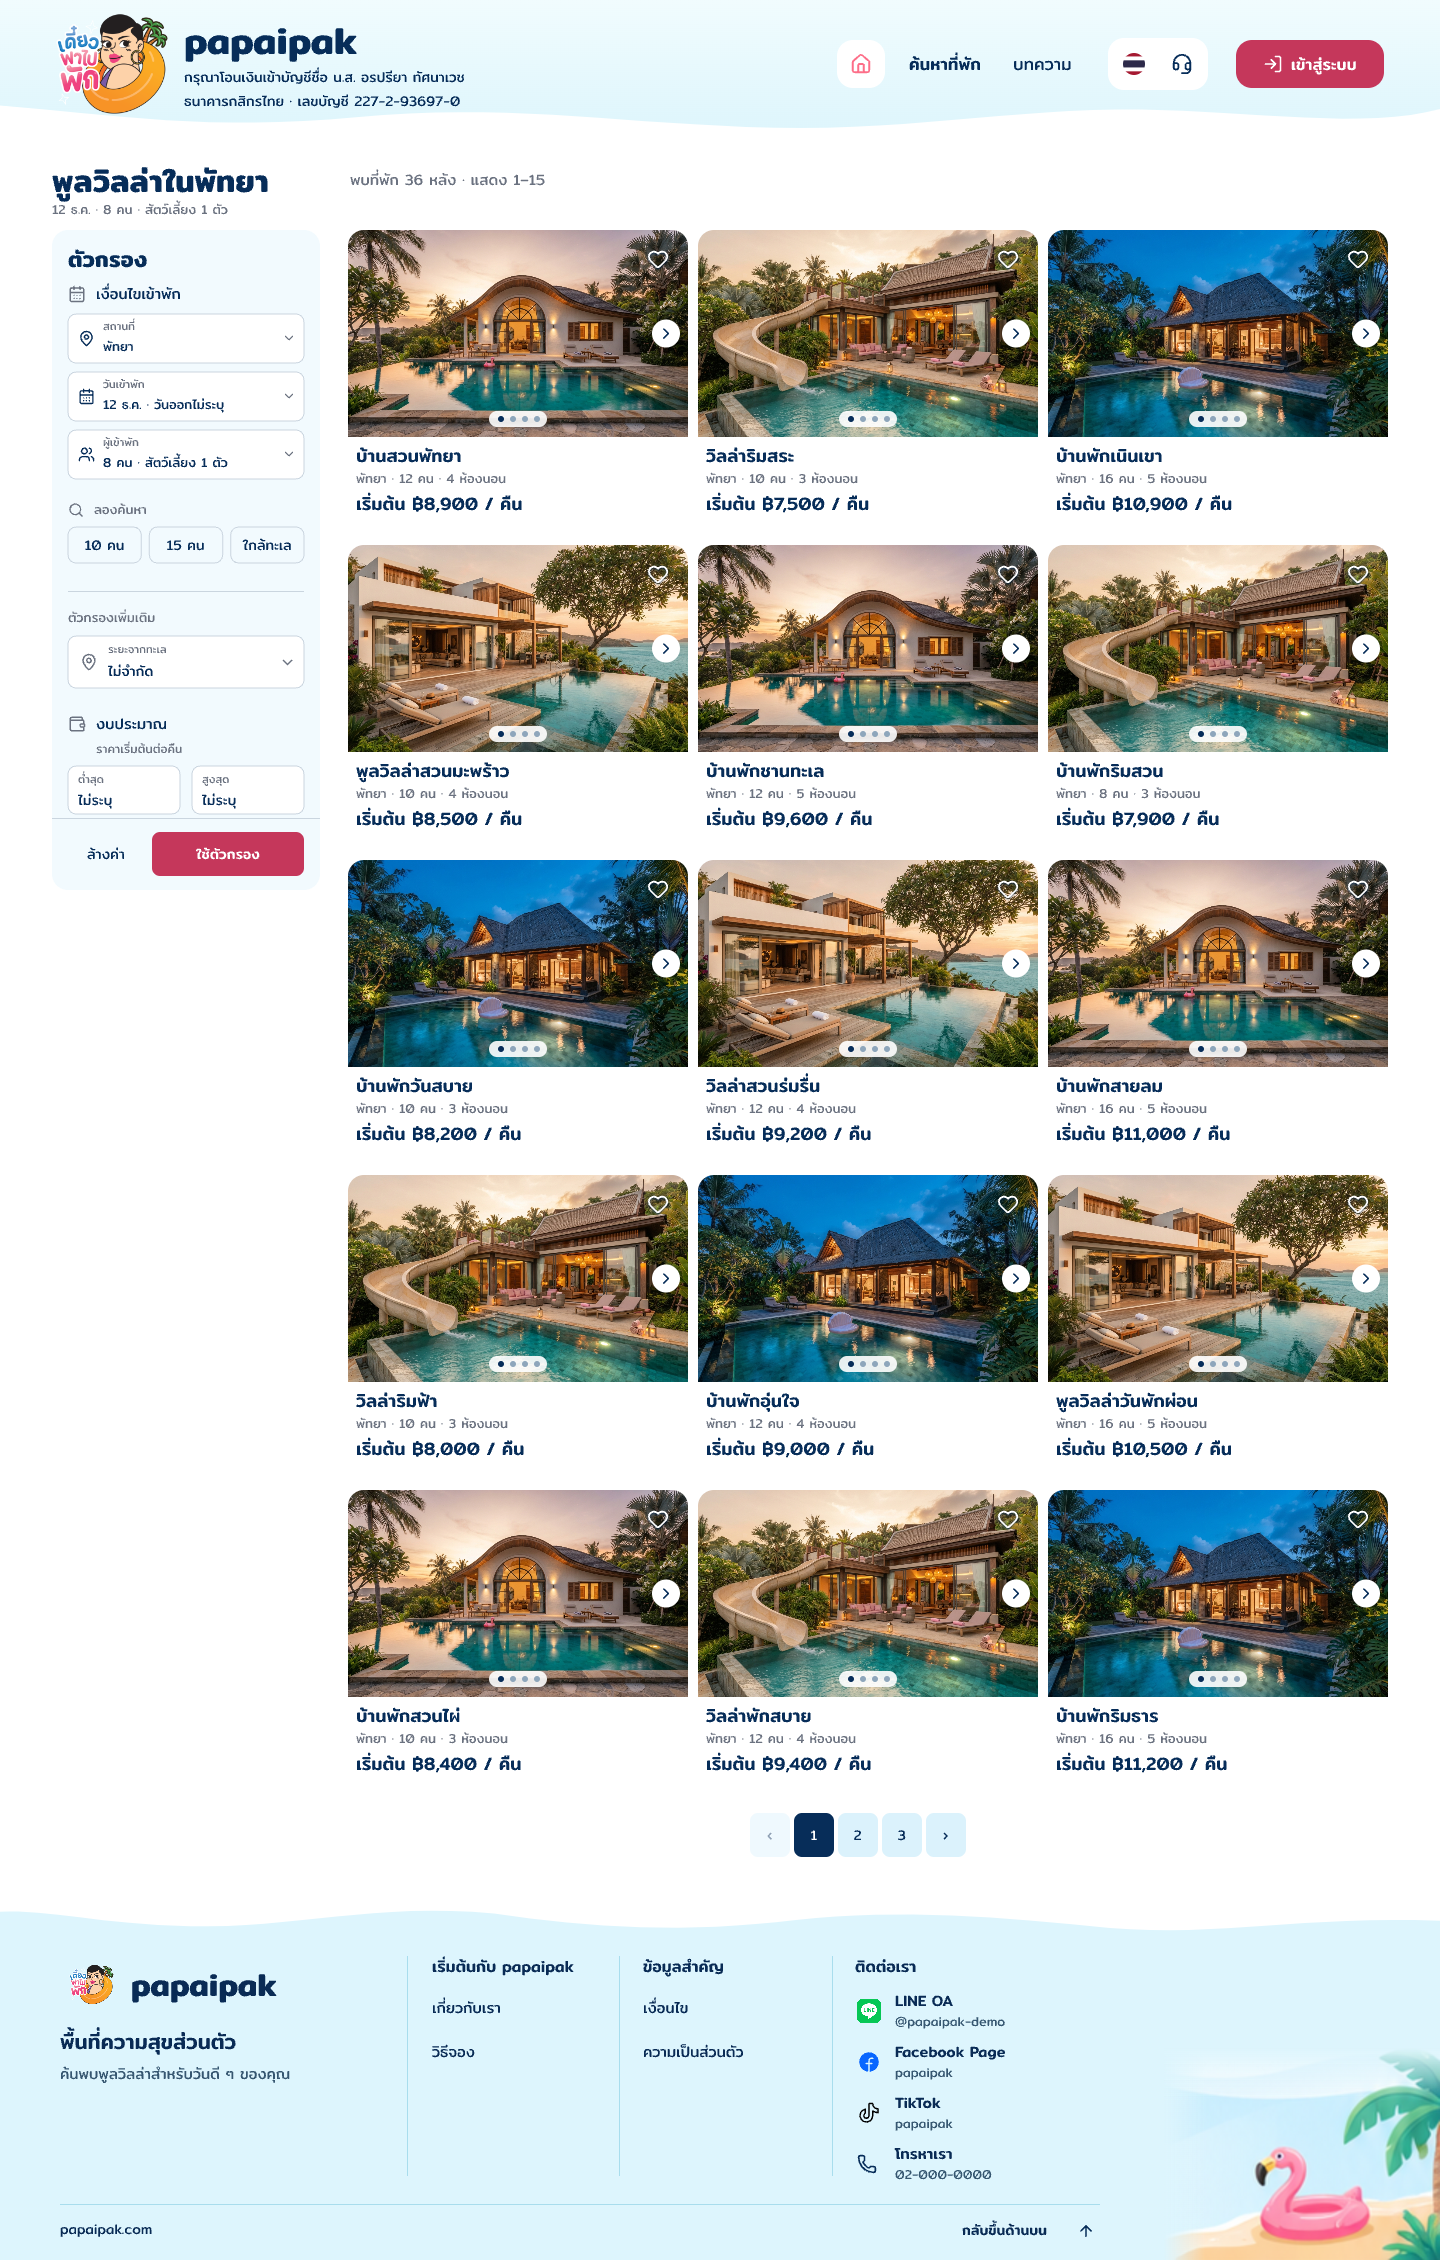 เดี๋ยว
พาไป
พัก
papaipak
กรุณาโอนเงินเข้าบัญชีชื่อ น.ส. อรปรียา ทัศนาเวช
ธนาคารกสิกรไทย · เลขบัญชี 227-2-93697-0
ค้นหาที่พัก
บทความ
เข้าสู่ระบบ
พูลวิลล่าในพัทยา
12 ธ.ค. · 8 คน · สัตว์เลี้ยง 1 ตัว
พบที่พัก 36 หลัง · แสดง 1–15
ตัวกรอง
เงื่อนไขเข้าพัก
สถานที่
พัทยา
วันเข้าพัก
12 ธ.ค. · วันออกไม่ระบุ
ผู้เข้าพัก
8 คน · สัตว์เลี้ยง 1 ตัว
ลองค้นหา
10 คน
15 คน
ใกล้ทะเล
ตัวกรองเพิ่มเติม
ระยะจากทะเล
ไม่จำกัด
งบประมาณ
ราคาเริ่มต้นต่อคืน
ต่ำสุด
ไม่ระบุ
สูงสุด
ไม่ระบุ
ล้างค่า
ใช้ตัวกรอง
บ้านสวนพัทยา
พัทยา · 12 คน · 4 ห้องนอน
เริ่มต้น ฿8,900 / คืน
วิลล่าริมสระ
พัทยา · 10 คน · 3 ห้องนอน
เริ่มต้น ฿7,500 / คืน
บ้านพักเนินเขา
พัทยา · 16 คน · 5 ห้องนอน
เริ่มต้น ฿10,900 / คืน
พูลวิลล่าสวนมะพร้าว
พัทยา · 10 คน · 4 ห้องนอน
เริ่มต้น ฿8,500 / คืน
บ้านพักชานทะเล
พัทยา · 12 คน · 5 ห้องนอน
เริ่มต้น ฿9,600 / คืน
บ้านพักริมสวน
พัทยา · 8 คน · 3 ห้องนอน
เริ่มต้น ฿7,900 / คืน
บ้านพักวันสบาย
พัทยา · 10 คน · 3 ห้องนอน
เริ่มต้น ฿8,200 / คืน
วิลล่าสวนร่มรื่น
พัทยา · 12 คน · 4 ห้องนอน
เริ่มต้น ฿9,200 / คืน
บ้านพักสายลม
พัทยา · 16 คน · 5 ห้องนอน
เริ่มต้น ฿11,000 / คืน
วิลล่าริมฟ้า
พัทยา · 10 คน · 3 ห้องนอน
เริ่มต้น ฿8,000 / คืน
บ้านพักอุ่นใจ
พัทยา · 12 คน · 4 ห้องนอน
เริ่มต้น ฿9,000 / คืน
พูลวิลล่าวันพักผ่อน
พัทยา · 16 คน · 5 ห้องนอน
เริ่มต้น ฿10,500 / คืน
บ้านพักสวนไผ่
พัทยา · 10 คน · 3 ห้องนอน
เริ่มต้น ฿8,400 / คืน
วิลล่าพักสบาย
พัทยา · 12 คน · 4 ห้องนอน
เริ่มต้น ฿9,400 / คืน
บ้านพักริมธาร
พัทยา · 16 คน · 5 ห้องนอน
เริ่มต้น ฿11,200 / คืน
‹ 1 2 3 ›
เดี๋ยว
พาไป
พัก
papaipak
พื้นที่ความสุขส่วนตัว
ค้นพบพูลวิลล่าสำหรับวันดี ๆ ของคุณ
เริ่มต้นกับ papaipak
เกี่ยวกับเรา
วิธีจอง
ข้อมูลสำคัญ
เงื่อนไข
ความเป็นส่วนตัว
ติดต่อเรา
LINE
LINE OA
@papaipak-demo
Facebook Page
papaipak
TikTok
papaipak
โทรหาเรา
02-000-0000
papaipak.com
กลับขึ้นด้านบน